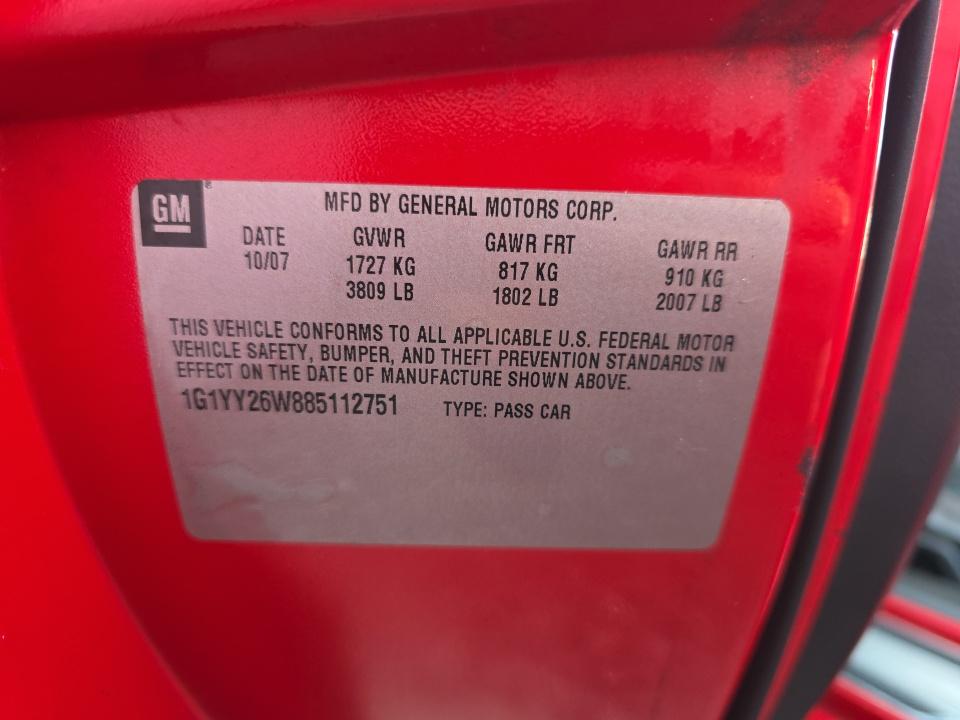 GM
MFD BY GENERAL MOTORS CORP.
DATE GVWR GAWR FRT GAWR RR
10/07 1727 KG 817 KG 910 KG
3809 LB 1802 LB 2007 LB
THIS VEHICLE CONFORMS TO ALL APPLICABLE U.S. FEDERAL MOTOR
VEHICLE SAFETY, BUMPER, AND THEFT PREVENTION STANDARDS IN
EFFECT ON THE DATE OF MANUFACTURE SHOWN ABOVE.
1G1YY26W885112751 TYPE: PASS CAR